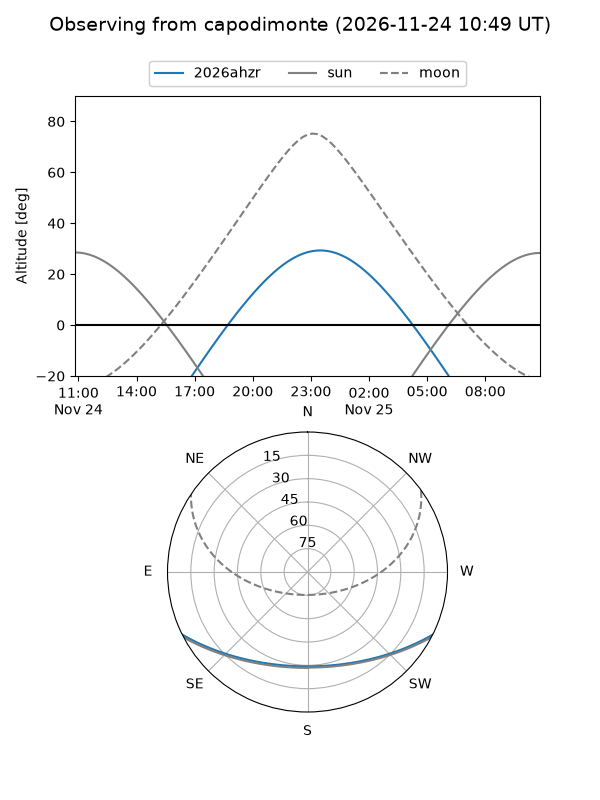 Observing from capodimonte (2026-11-24 10:49 UT)
2026ahzr sun moon
80
60
40
20
0
−20
Altitude [deg]
11:00 14:00 17:00 20:00 23:00 02:00 05:00 08:00
Nov 24 Nov 25
N
NE NW
15
30
45
60
75
E W
SE SW
S